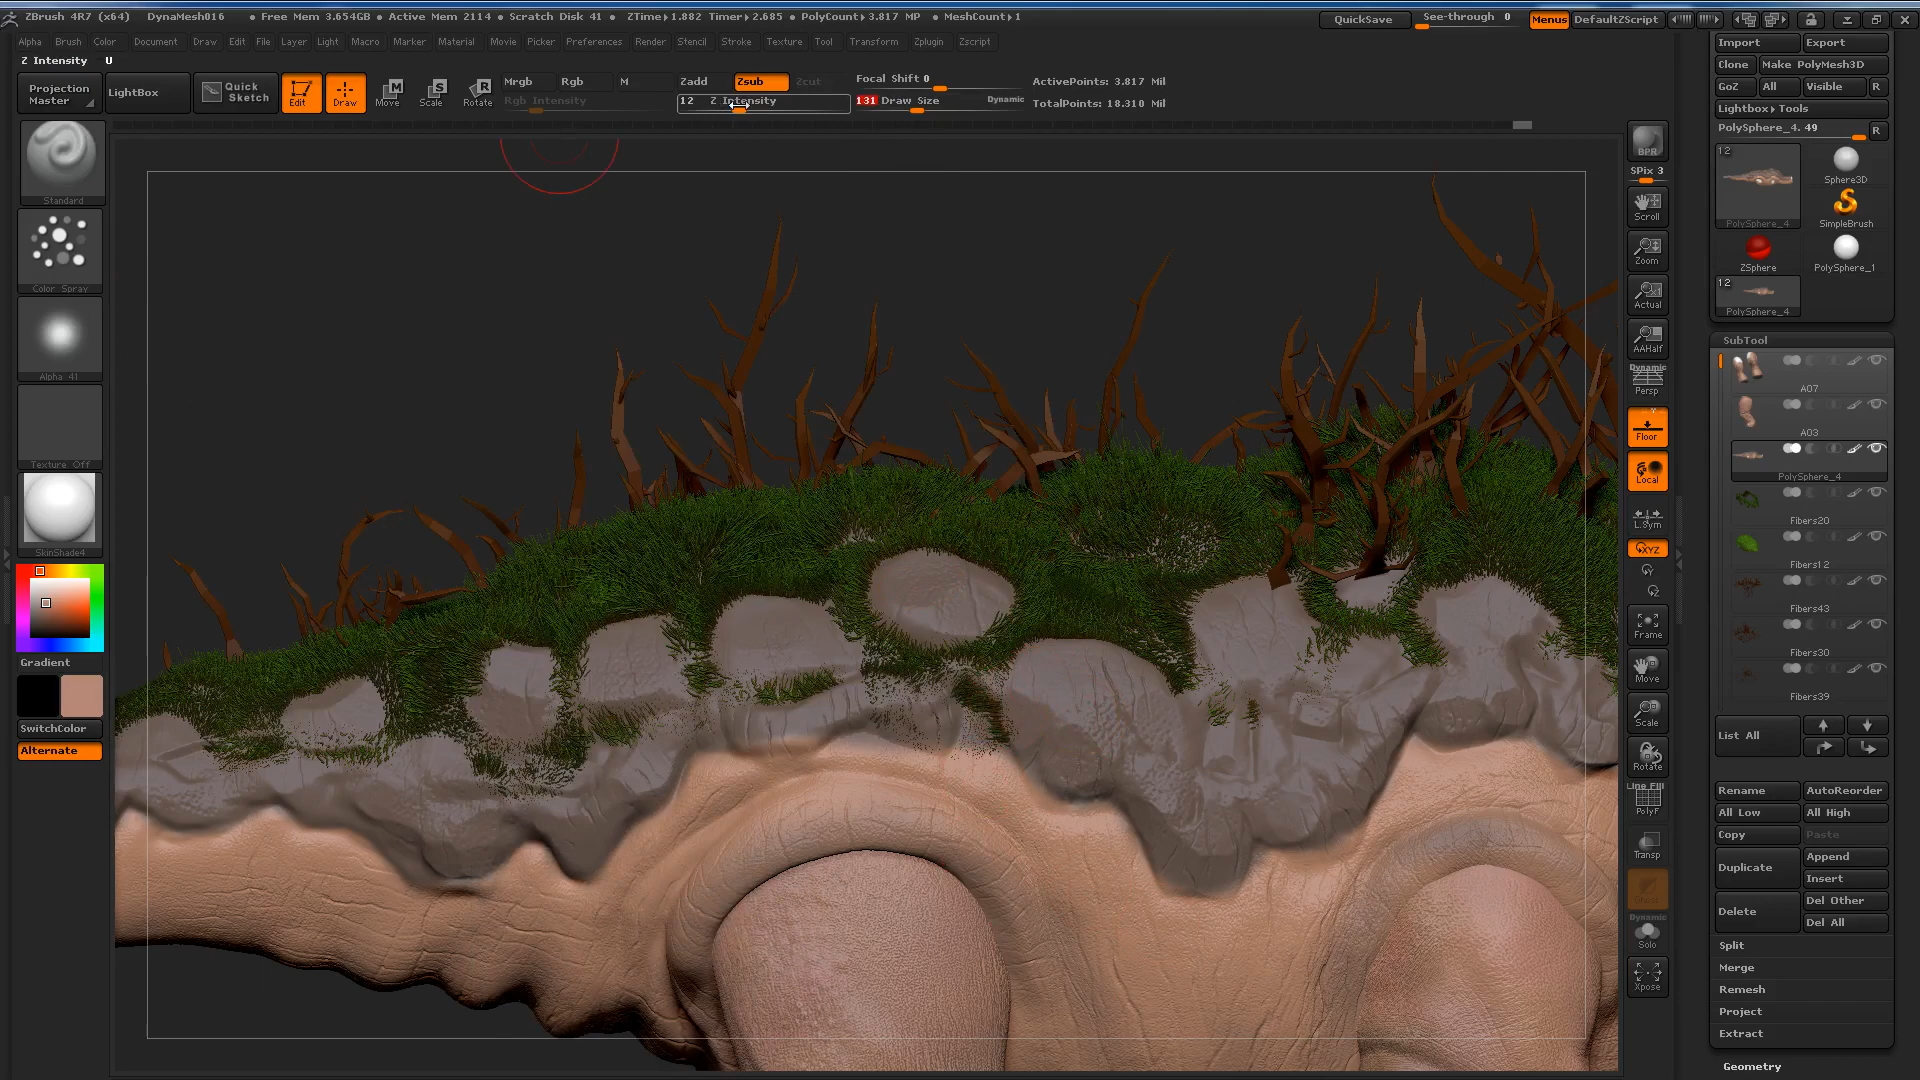 ZBrush 4R7 (x64) DynaMesh016 • Free Mem 3.654GB • Active Mem 2114 • Scratch Disk 41 • ZTime▸1.882 Timer▸2.685 • PolyCount▸3.817 MP • MeshCount▸1
QuickSave See-through 0 Menus DefaultZScript
Alpha Brush Color Document Draw Edit File Layer Light Macro Marker Material Movie Picker Preferences Render Stencil Stroke Texture Tool Transform Zplugin Zscript
Z Intensity U
Projection Master LightBox Quick Sketch Edit Draw Move Scale Rotate
Mrgb Rgb M Zadd Zsub Zcut Focal Shift 0 ActivePoints: 3.817 Mil
Rgb Intensity 12 Z Intensity 131 Draw Size Dynamic TotalPoints: 18.310 Mil
Standard
Color Spray
Alpha 41
Texture Off
SkinShade4
Gradient
SwitchColor
Alternate
BPR
SPix 3
Scroll
Zoom
Actual
AAHalf
Dynamic
Persp
Floor
Local
L.Sym
XYZ
Frame
Move
Scale
Rotate
Line Fill
PolyF
Transp
Ghost
Dynamic
Solo
Xpose
Import Export
Clone Make PolyMesh3D
GoZ All Visible R
Lightbox▸Tools
PolySphere_4. 49 R
12
Sphere3D
PolySphere_4 SimpleBrush
ZSphere PolySphere_1
12
PolySphere_4
SubTool
A07
A03
PolySphere_4
Fibers20
Fibers12
Fibers43
Fibers30
Fibers39
List All
Rename AutoReorder
All Low All High
Copy Paste
Duplicate Append
Insert
Delete Del Other
Del All
Split
Merge
Remesh
Project
Extract
Geometry